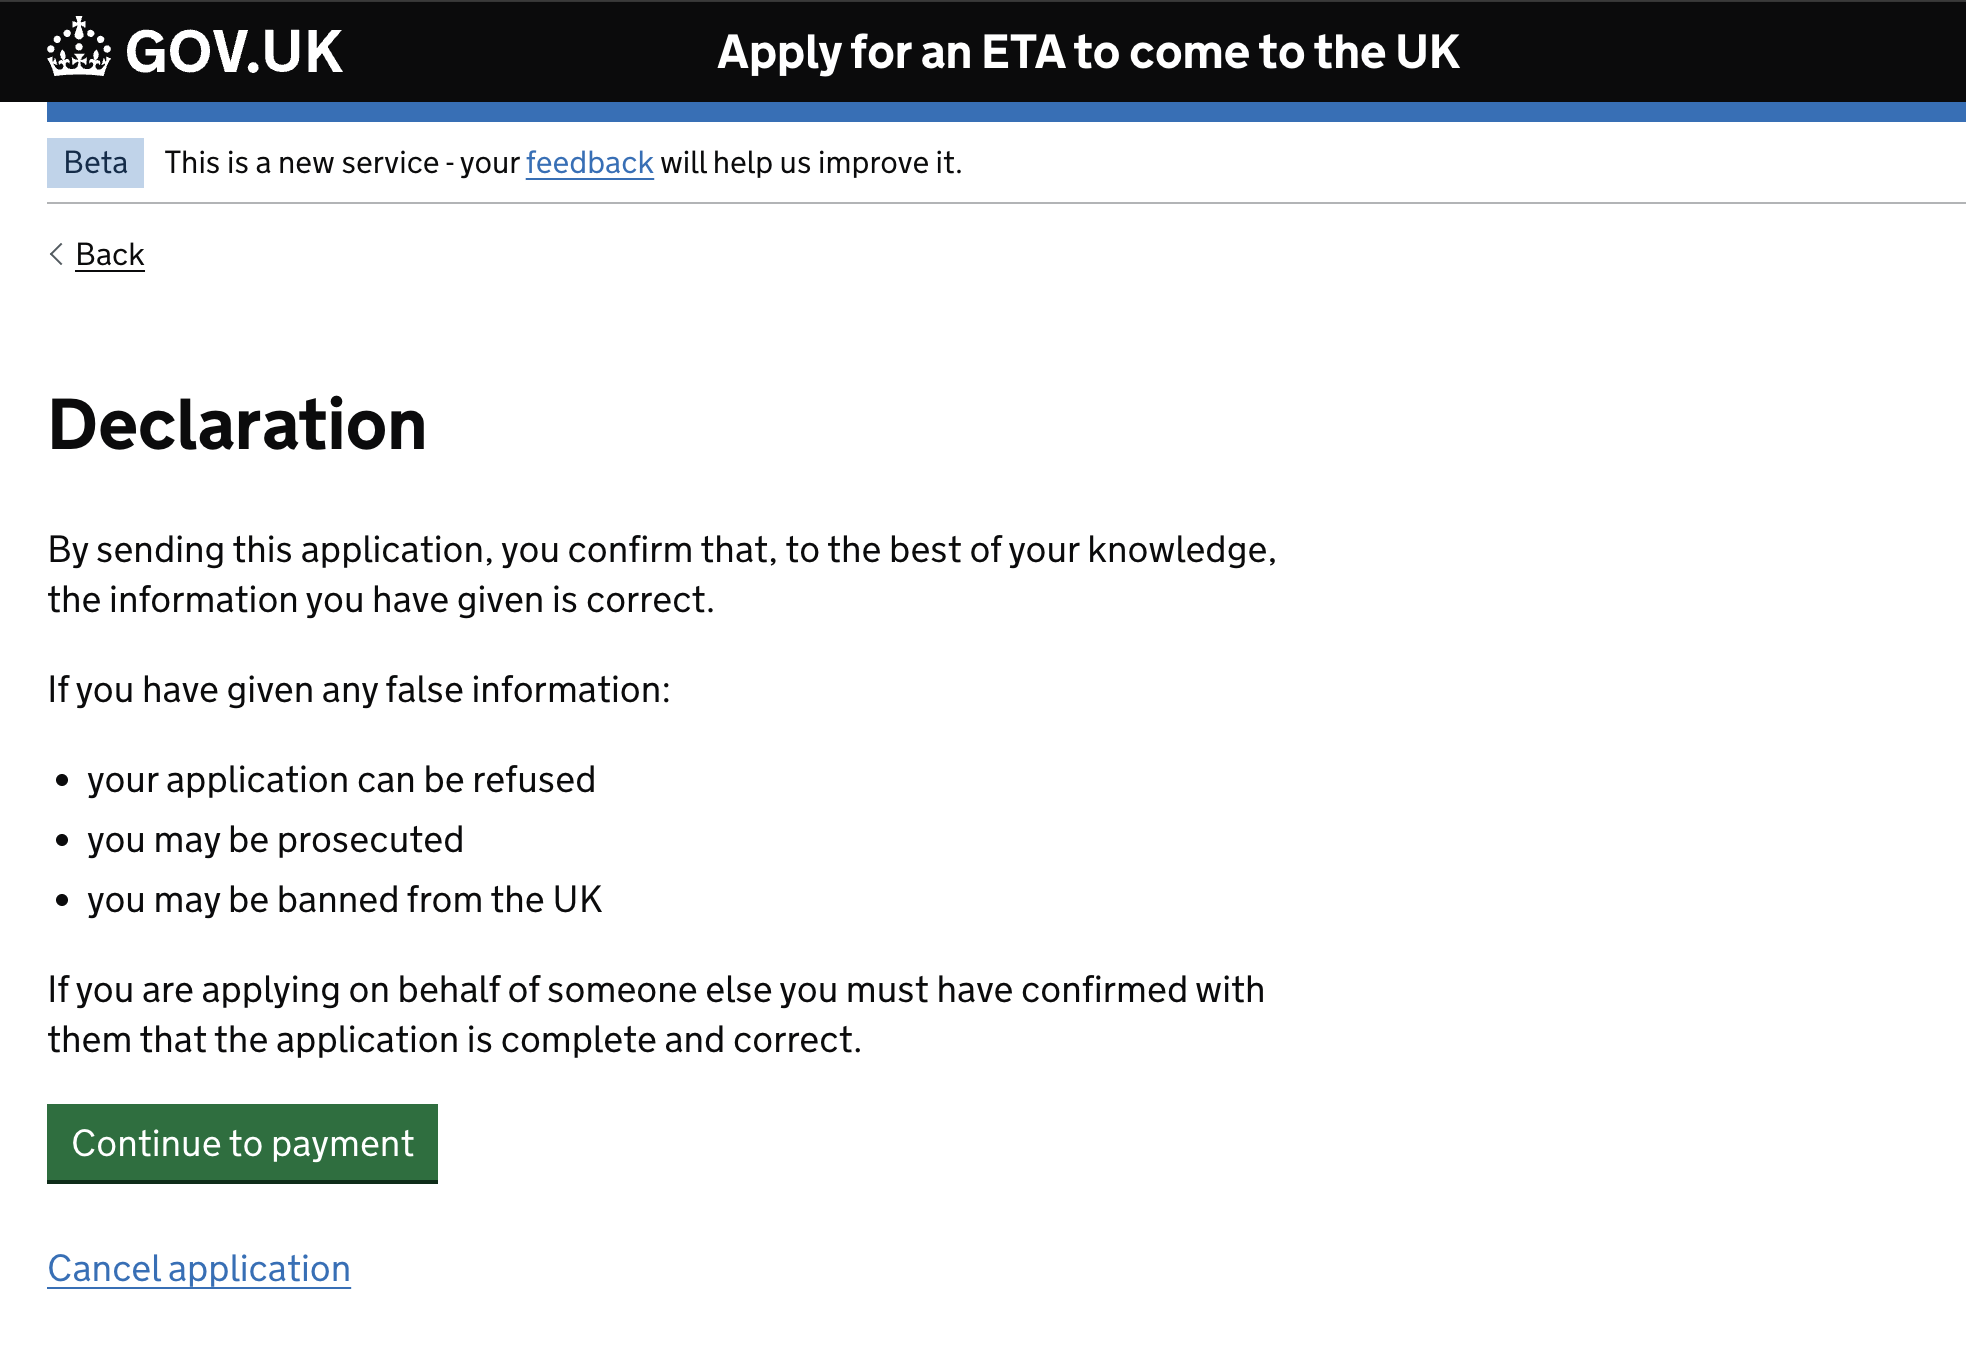 GOV.UK
Apply for an ETA to come to the UK
Beta
This is a new service - your feedback will help us improve it.
Back
Declaration
By sending this application, you confirm that, to the best of your knowledge,
the information you have given is correct.
If you have given any false information:
• your application can be refused
• you may be prosecuted
• you may be banned from the UK
If you are applying on behalf of someone else you must have confirmed with
them that the application is complete and correct.
Continue to payment
Cancel application